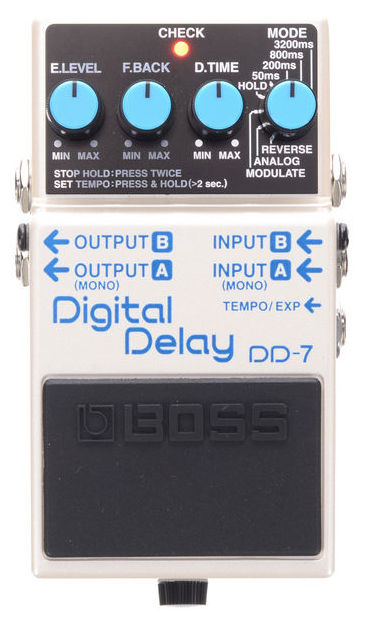 CHECK
MODE
3200ms
800ms
200ms
50ms
HOLD
E.LEVEL
F.BACK
D.TIME
MIN MAX
MIN MAX
MIN MAX
REVERSE
ANALOG
MODULATE
STOP HOLD:PRESS TWICE
SET TEMPO:PRESS & HOLD(>2 sec.)
OUTPUT B
INPUT B
OUTPUT A
(MONO)
INPUT A
(MONO)
TEMPO/EXP
Digital
Delay
DD-7
BOSS